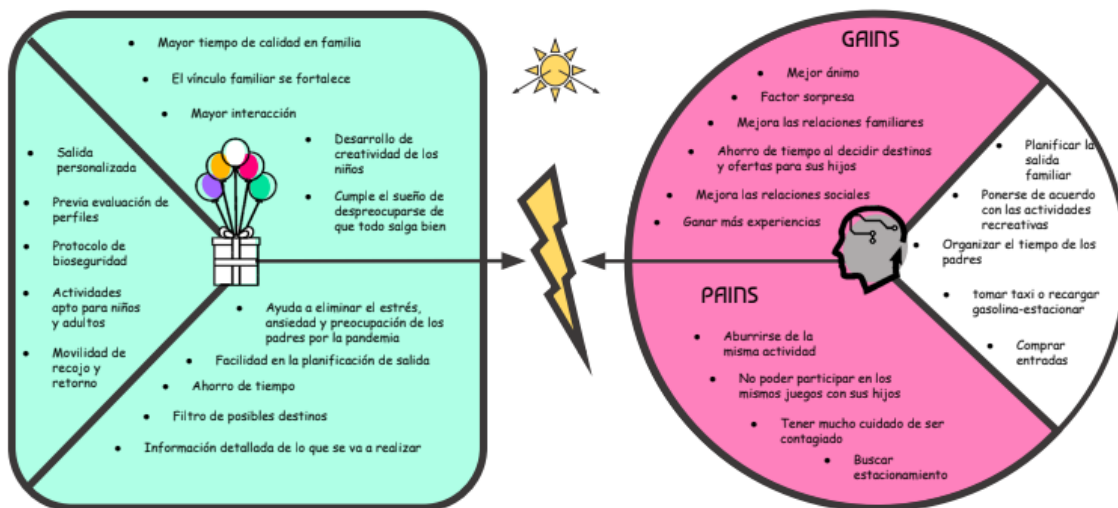 Mayor tiempo de calidad en familia
El vínculo familiar se fortalece
Mayor interacción
Desarrollo de
creatividad de los
niños
Cumple el sueño de
despreocuparse de
que todo salga bien
Salida
personalizada
Previa evaluación de
perfiles
Protocolo de
bioseguridad
Actividades
apto para niños
y adultos
Movilidad de
recojo y
retorno
Ayuda a eliminar el estrés,
ansiedad y preocupación de los
padres por la pandemia
Facilidad en la planificación de salida
Ahorro de tiempo
Filtro de posibles destinos
Información detallada de lo que se va a realizar
GAINS
Mejor ánimo
Factor sorpresa
Mejora las relaciones familiares
Ahorro de tiempo al decidir destinos
y ofertas para sus hijos
Mejora las relaciones sociales
Ganar más experiencias
Planificar la
salida
familiar
Ponerse de acuerdo
con las actividades
recreativas
Organizar el tiempo de los
padres
tomar taxi o recargar
gasolina-estacionar
Comprar
entradas
PAINS
Aburrirse de la
misma actividad
No poder participar en los
mismos juegos con sus hijos
Tener mucho cuidado de ser
contagiado
Buscar
estacionamiento